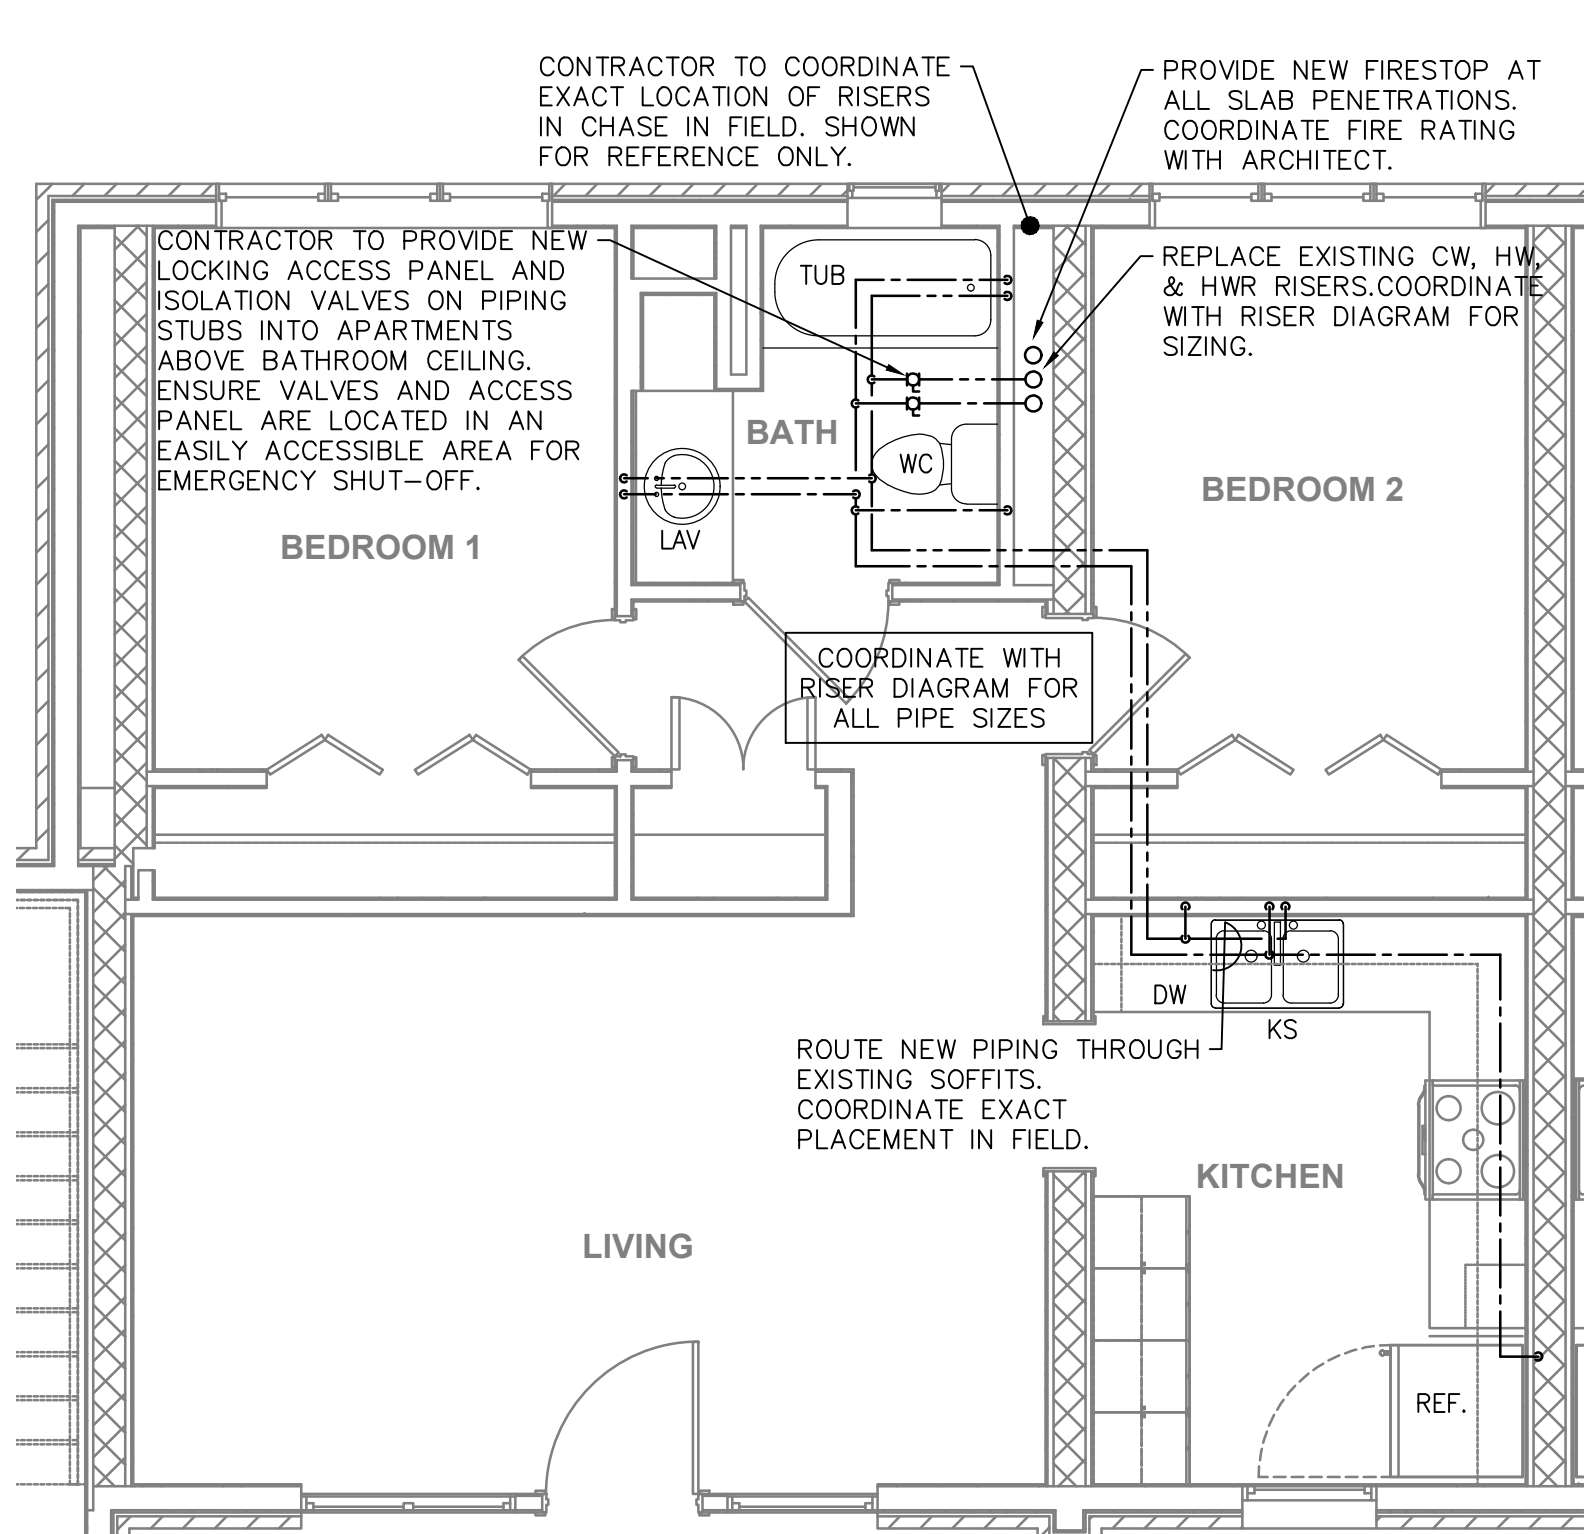 CONTRACTOR TO COORDINATE
EXACT LOCATION OF RISERS
IN CHASE IN FIELD. SHOWN
FOR REFERENCE ONLY.
PROVIDE NEW FIRESTOP AT
ALL SLAB PENETRATIONS.
COORDINATE FIRE RATING
WITH ARCHITECT.
CONTRACTOR TO PROVIDE NEW
LOCKING ACCESS PANEL AND
ISOLATION VALVES ON PIPING
STUBS INTO APARTMENTS
ABOVE BATHROOM CEILING.
ENSURE VALVES AND ACCESS
PANEL ARE LOCATED IN AN
EASILY ACCESSIBLE AREA FOR
EMERGENCY SHUT-OFF.
TUB
REPLACE EXISTING CW, HW,
& HWR RISERS.COORDINATE
WITH RISER DIAGRAM FOR
SIZING.
BATH
WC
LAV
BEDROOM 1
BEDROOM 2
COORDINATE WITH
RISER DIAGRAM FOR
ALL PIPE SIZES
DW
KS
ROUTE NEW PIPING THROUGH
EXISTING SOFFITS.
COORDINATE EXACT
PLACEMENT IN FIELD.
KITCHEN
LIVING
REF.